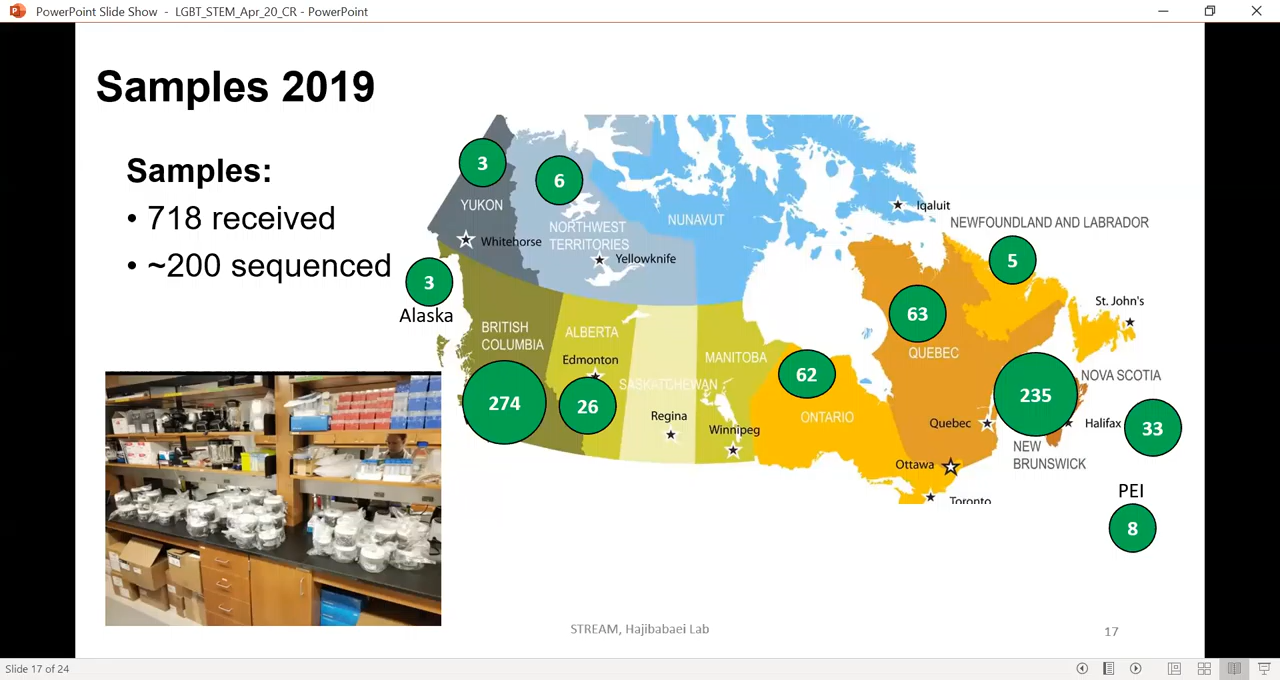 PowerPoint Slide Show - LGBT_STEM_Apr_20_CR - PowerPoint
Samples 2019
Samples:
• 718 received
• ~200 sequenced
3
YUKON
Whitehorse
6
NORTHWEST
TERRITORIES
Yellowknife
NUNAVUT
Iqaluit
NEWFOUNDLAND AND LABRADOR
5
St. John's
3
Alaska
BRITISH
COLUMBIA
274
ALBERTA
Edmonton
26
SASKATCHEWAN
Regina
MANITOBA
Winnipeg
62
ONTARIO
63
QUEBEC
Quebec
Ottawa
Toronto
235
NEW
BRUNSWICK
NOVA SCOTIA
Halifax
33
PEI
8
STREAM, Hajibabaei Lab
17
Slide 17 of 24